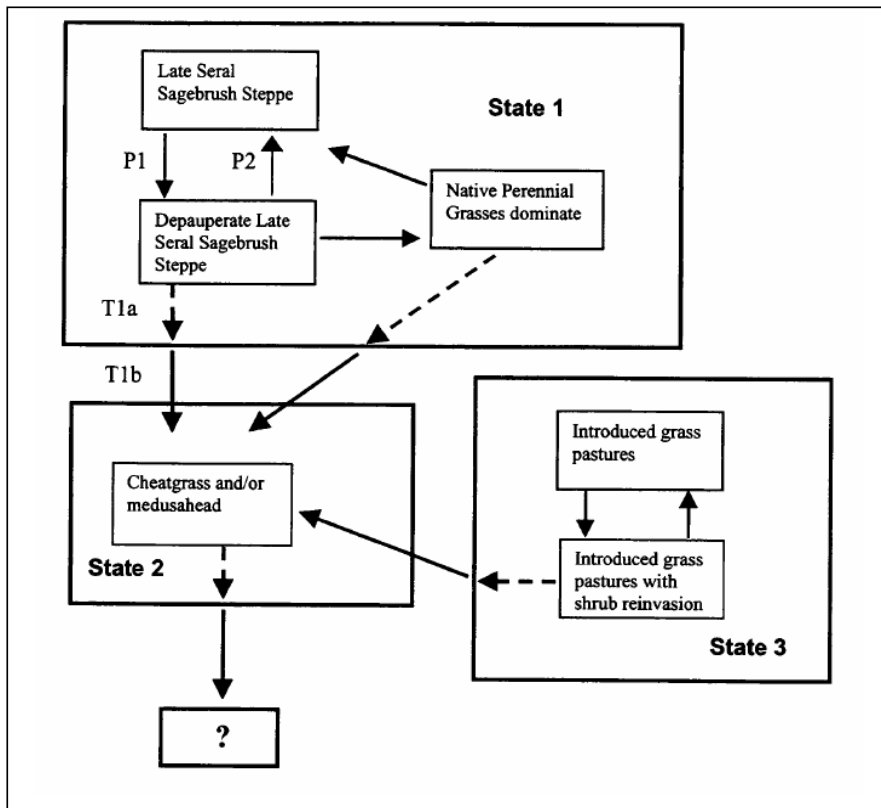 Late Seral
Sagebrush Steppe
State 1
P1
P2
Native Perennial
Grasses dominate
Depauperate Late
Seral Sagebrush
Steppe
T1a
T1b
Introduced grass
pastures
Cheatgrass and/or
medusahead
State 2
Introduced grass
pastures with
shrub reinvasion
State 3
?